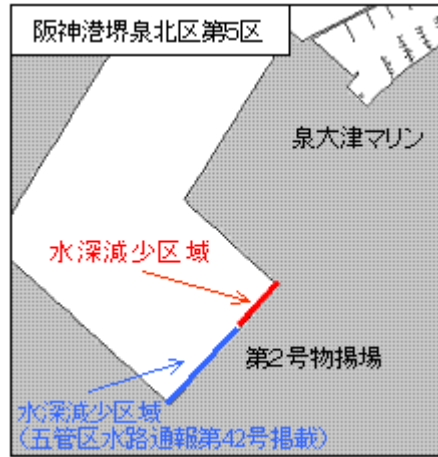 阪神港堺泉北区第5区
泉大津マリン
水深減少区域
第2号物揚場
水深減少区域
(五管区水路通報第42号掲載)